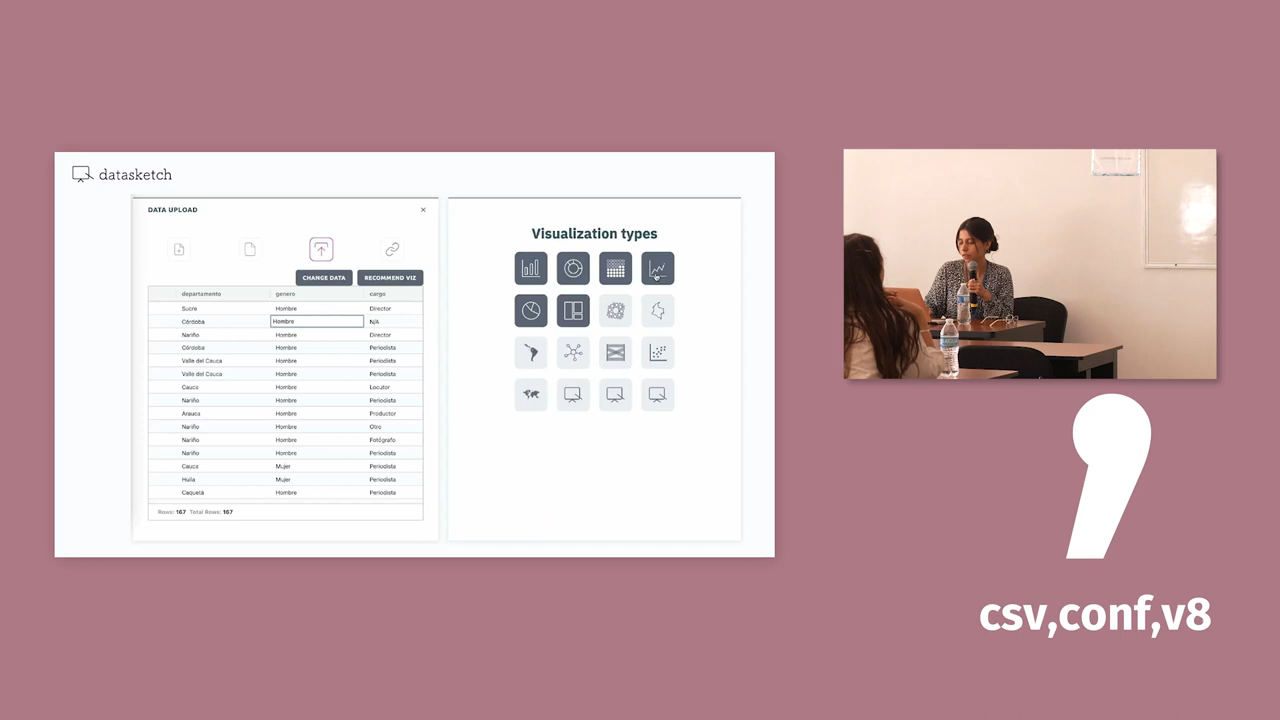 datasketch
DATA UPLOAD
CHANGE DATA
RECOMMEND VIZ
departamento genero cargo
Sucre Hombre Director
Córdoba Hombre N/A
Nariño Hombre Director
Córdoba Hombre Periodista
Valle del Cauca Hombre Periodista
Valle del Cauca Hombre Periodista
Cauca Hombre Locutor
Nariño Hombre Periodista
Arauca Hombre Productor
Nariño Hombre Otro
Nariño Hombre Fotógrafo
Nariño Hombre Periodista
Cauca Mujer Periodista
Huila Mujer Periodista
Caquetá Hombre Periodista
Rows: 167 Total Rows: 167
Visualization types
csv,conf,v8